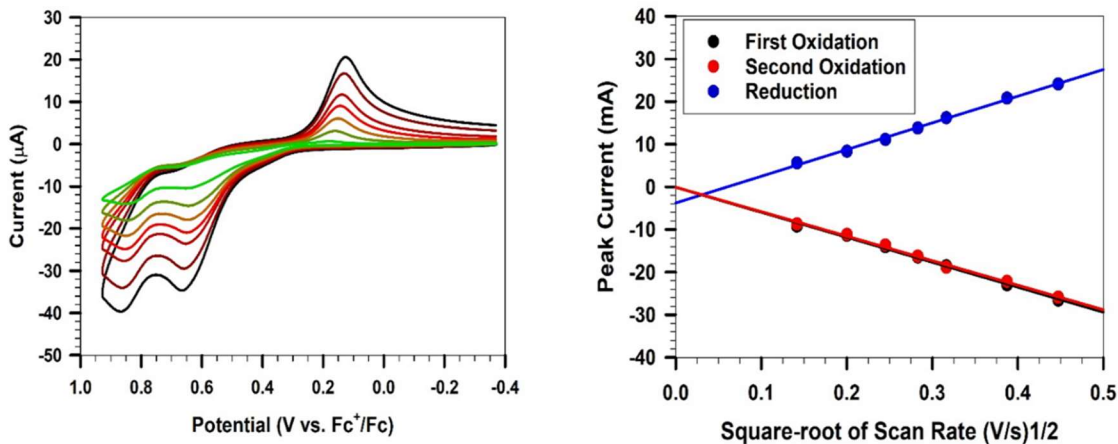 30
20
10
0
-10
-20
-30
-40
-50
Current (μA)
1.0 0.8 0.6 0.4 0.2 0.0 -0.2 -0.4
Potential (V vs. Fc⁺/Fc)
First Oxidation
Second Oxidation
Reduction
40
30
20
10
0
-10
-20
-30
-40
Peak Current (mA)
0.0 0.1 0.2 0.3 0.4 0.5
Square-root of Scan Rate (V/s)1/2